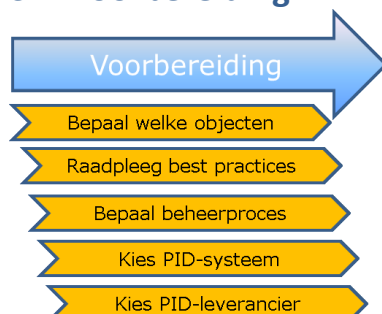 Voorbereiding
Bepaal welke objecten
Raadpleeg best practices
Bepaal beheerproces
Kies PID-systeem
Kies PID-leverancier